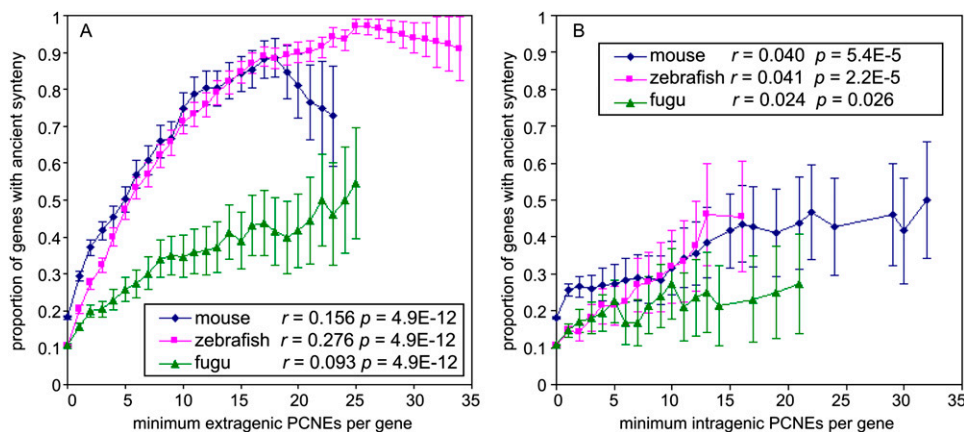 A
proportion of genes with ancient synteny
1
0.9
0.8
0.7
0.6
0.5
0.4
0.3
0.2
0.1
0
mouse r = 0.156 p = 4.9E-12
zebrafish r = 0.276 p = 4.9E-12
fugu r = 0.093 p = 4.9E-12
0 5 10 15 20 25 30 35
minimum extragenic PCNEs per gene
B
proportion of genes with ancient synteny
1
0.9
0.8
0.7
0.6
0.5
0.4
0.3
0.2
0.1
0
mouse r = 0.040 p = 5.4E-5
zebrafish r = 0.041 p = 2.2E-5
fugu r = 0.024 p = 0.026
0 5 10 15 20 25 30 35
minimum intragenic PCNEs per gene